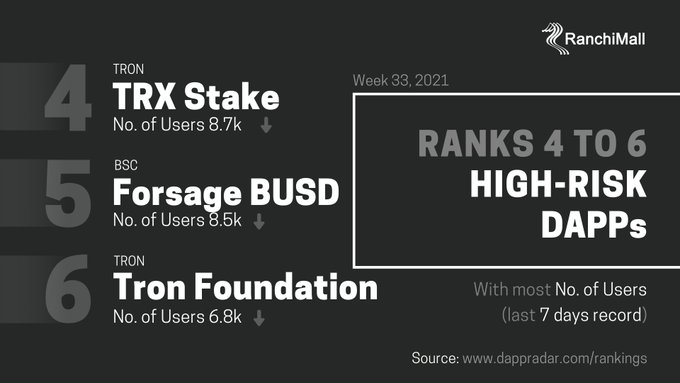 RanchiMall
4
TRON
TRX Stake
No. of Users 8.7k
5
BSC
Forsage BUSD
No. of Users 8.5k
6
TRON
Tron Foundation
No. of Users 6.8k
Week 33, 2021
RANKS 4 TO 6
HIGH-RISK
DAPPs
With most No. of Users
(last 7 days record)
Source: www.dappradar.com/rankings